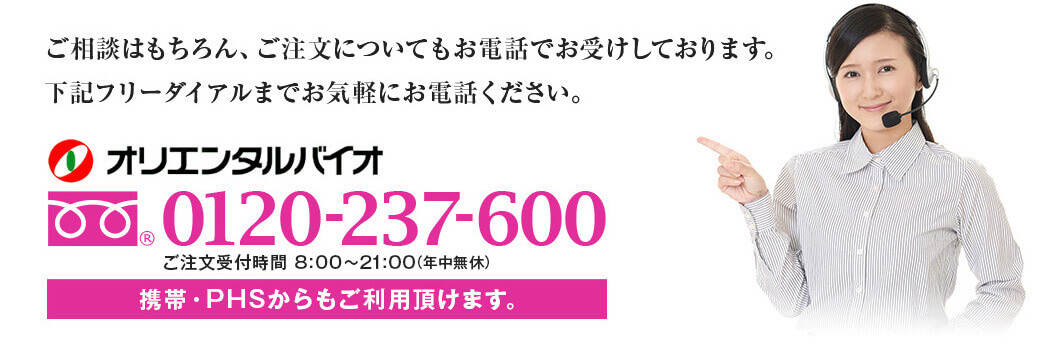 ご相談はもちろん、ご注文についてもお電話でお受けしております。
下記フリーダイアルまでお気軽にお電話ください。
オリエンタルバイオ
® 0120-237-600
ご注文受付時間 8:00～21:00（年中無休）
携帯・PHSからもご利用頂けます。